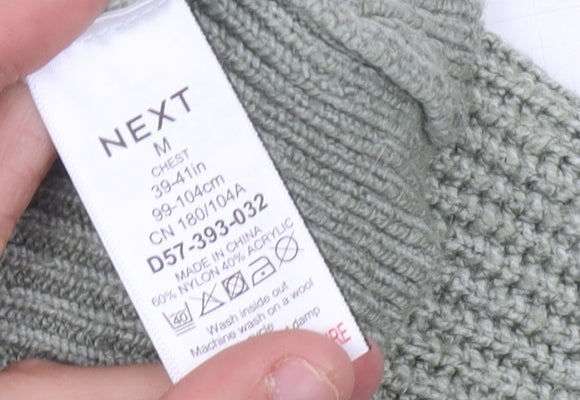 NEXT
M
CHEST
39-41in
99-104cm
CN 180/104A
D57-393-032
MADE IN CHINA
60% NYLON 40% ACRYLIC
40
Wash inside out
Machine wash on a wool
damp